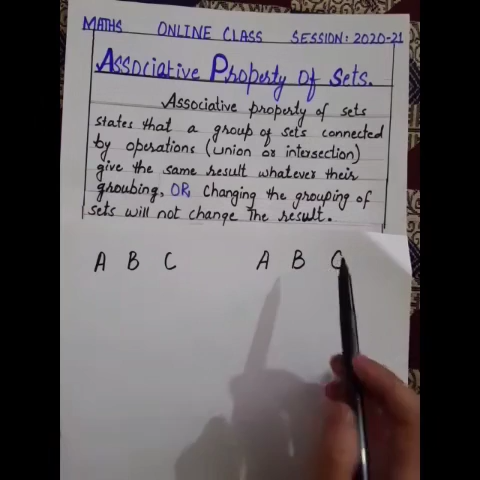 MATHS ONLINE CLASS SESSION: 2020-21
Associative Property Of Sets.
Associative property of sets
states that a group of sets connected
by operations (union or intersection)
give the same result whatever their
groubing, OR changing the grouping of
sets will not change the result.
A B C A B C